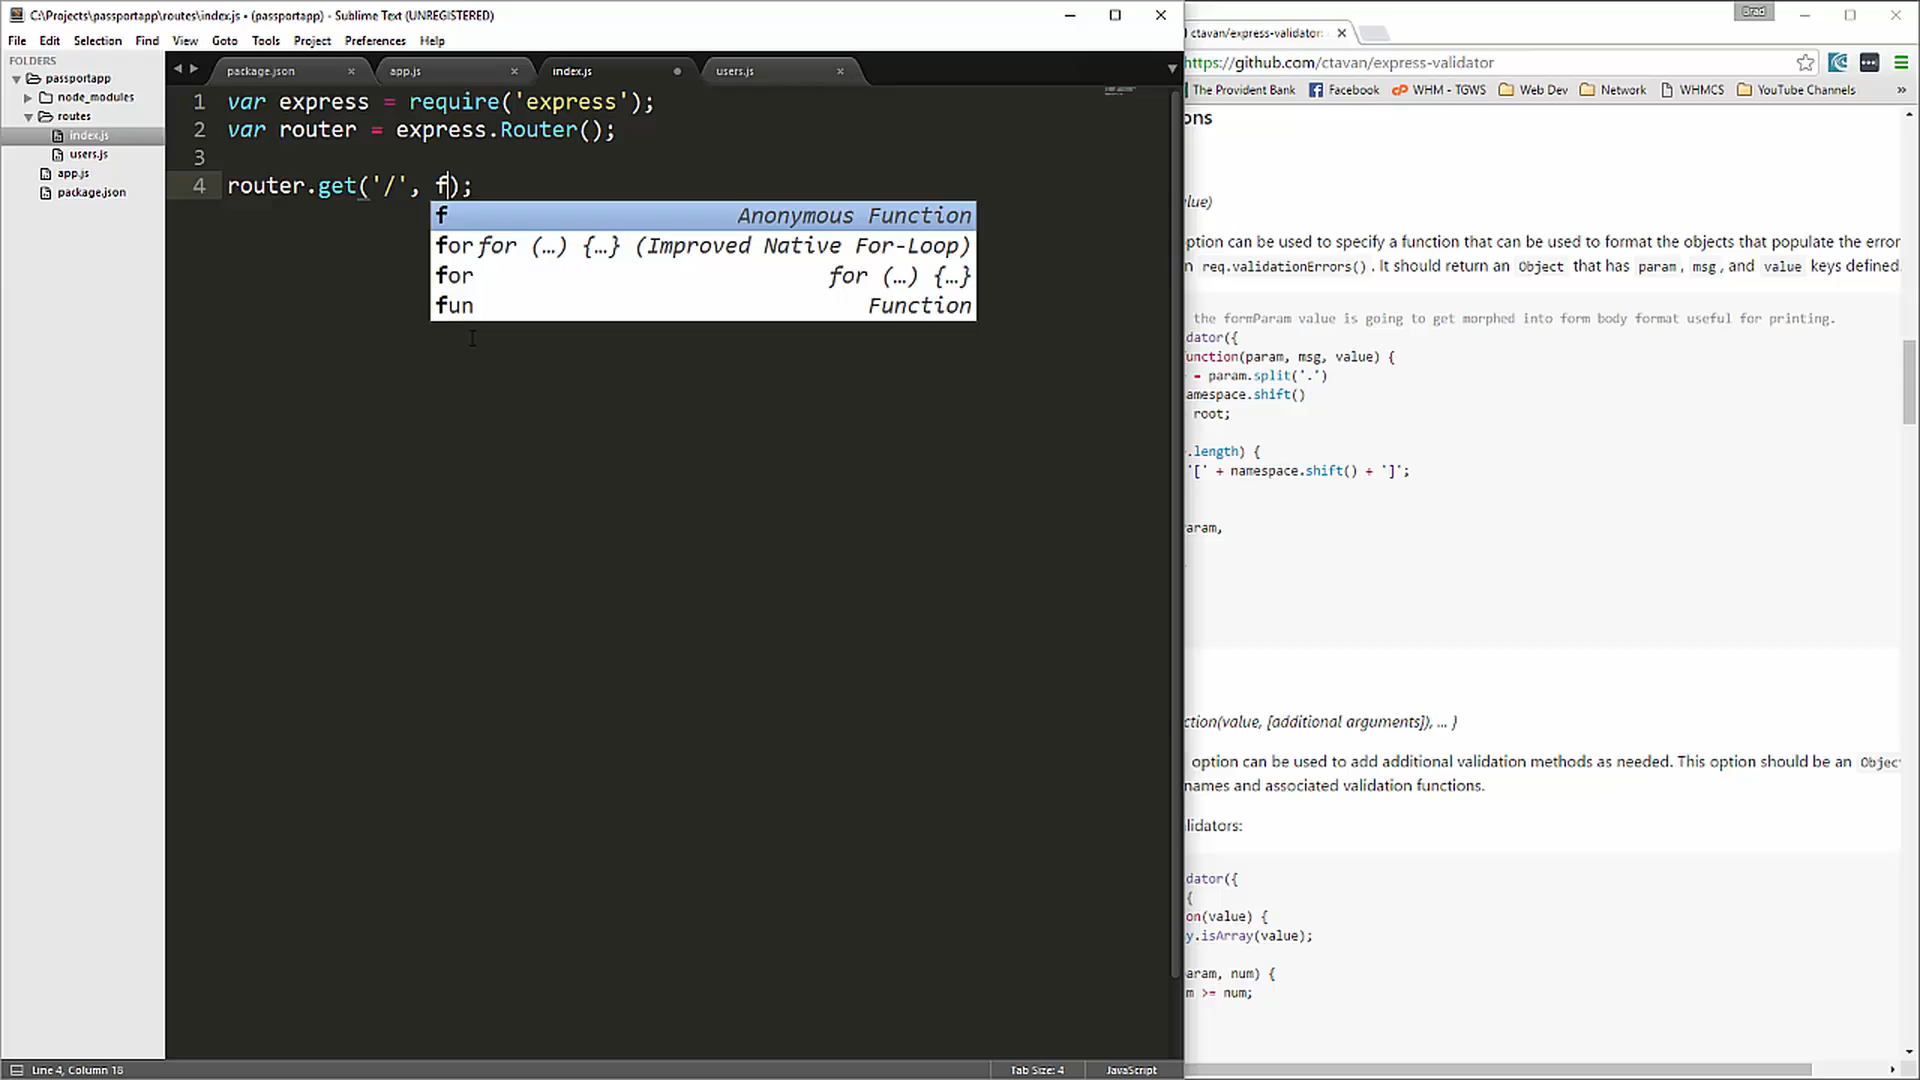 C:\Projects\passportapp\routes\index.js • (passportapp) - Sublime Text (UNREGISTERED)
File Edit Selection Find View Goto Tools Project Preferences Help
FOLDERS
passportapp
node_modules
routes
index.js
users.js
app.js
package.json
package.json app.js index.js users.js
1 var express = require('express');
2 var router = express.Router();
3
4 router.get('/', f);
f Anonymous Function
for for (…) {…} (Improved Native For-Loop)
for for (…) {…}
fun Function
Line 4, Column 18
Tab Size: 4 JavaScript
Brad
ctavan/express-validator:
https://github.com/ctavan/express-validator
The Provident Bank Facebook WHM - TGWS Web Dev Network WHMCS YouTube Channels »
ons
value)
option can be used to specify a function that can be used to format the objects that populate the error
n req.validationErrors(). It should return an Object that has param, msg, and value keys defined.
the formParam value is going to get morphed into form body format useful for printing.
dator({
unction(param, msg, value) {
= param.split('.')
amespace.shift()
root;
.length) {
'[' + namespace.shift() + ']';
aram,
ction(value, [additional arguments]), ... }
option can be used to add additional validation methods as needed. This option should be an Objec
names and associated validation functions.
lidators:
dator({
{
on(value) {
y.isArray(value);
aram, num) {
m >= num;